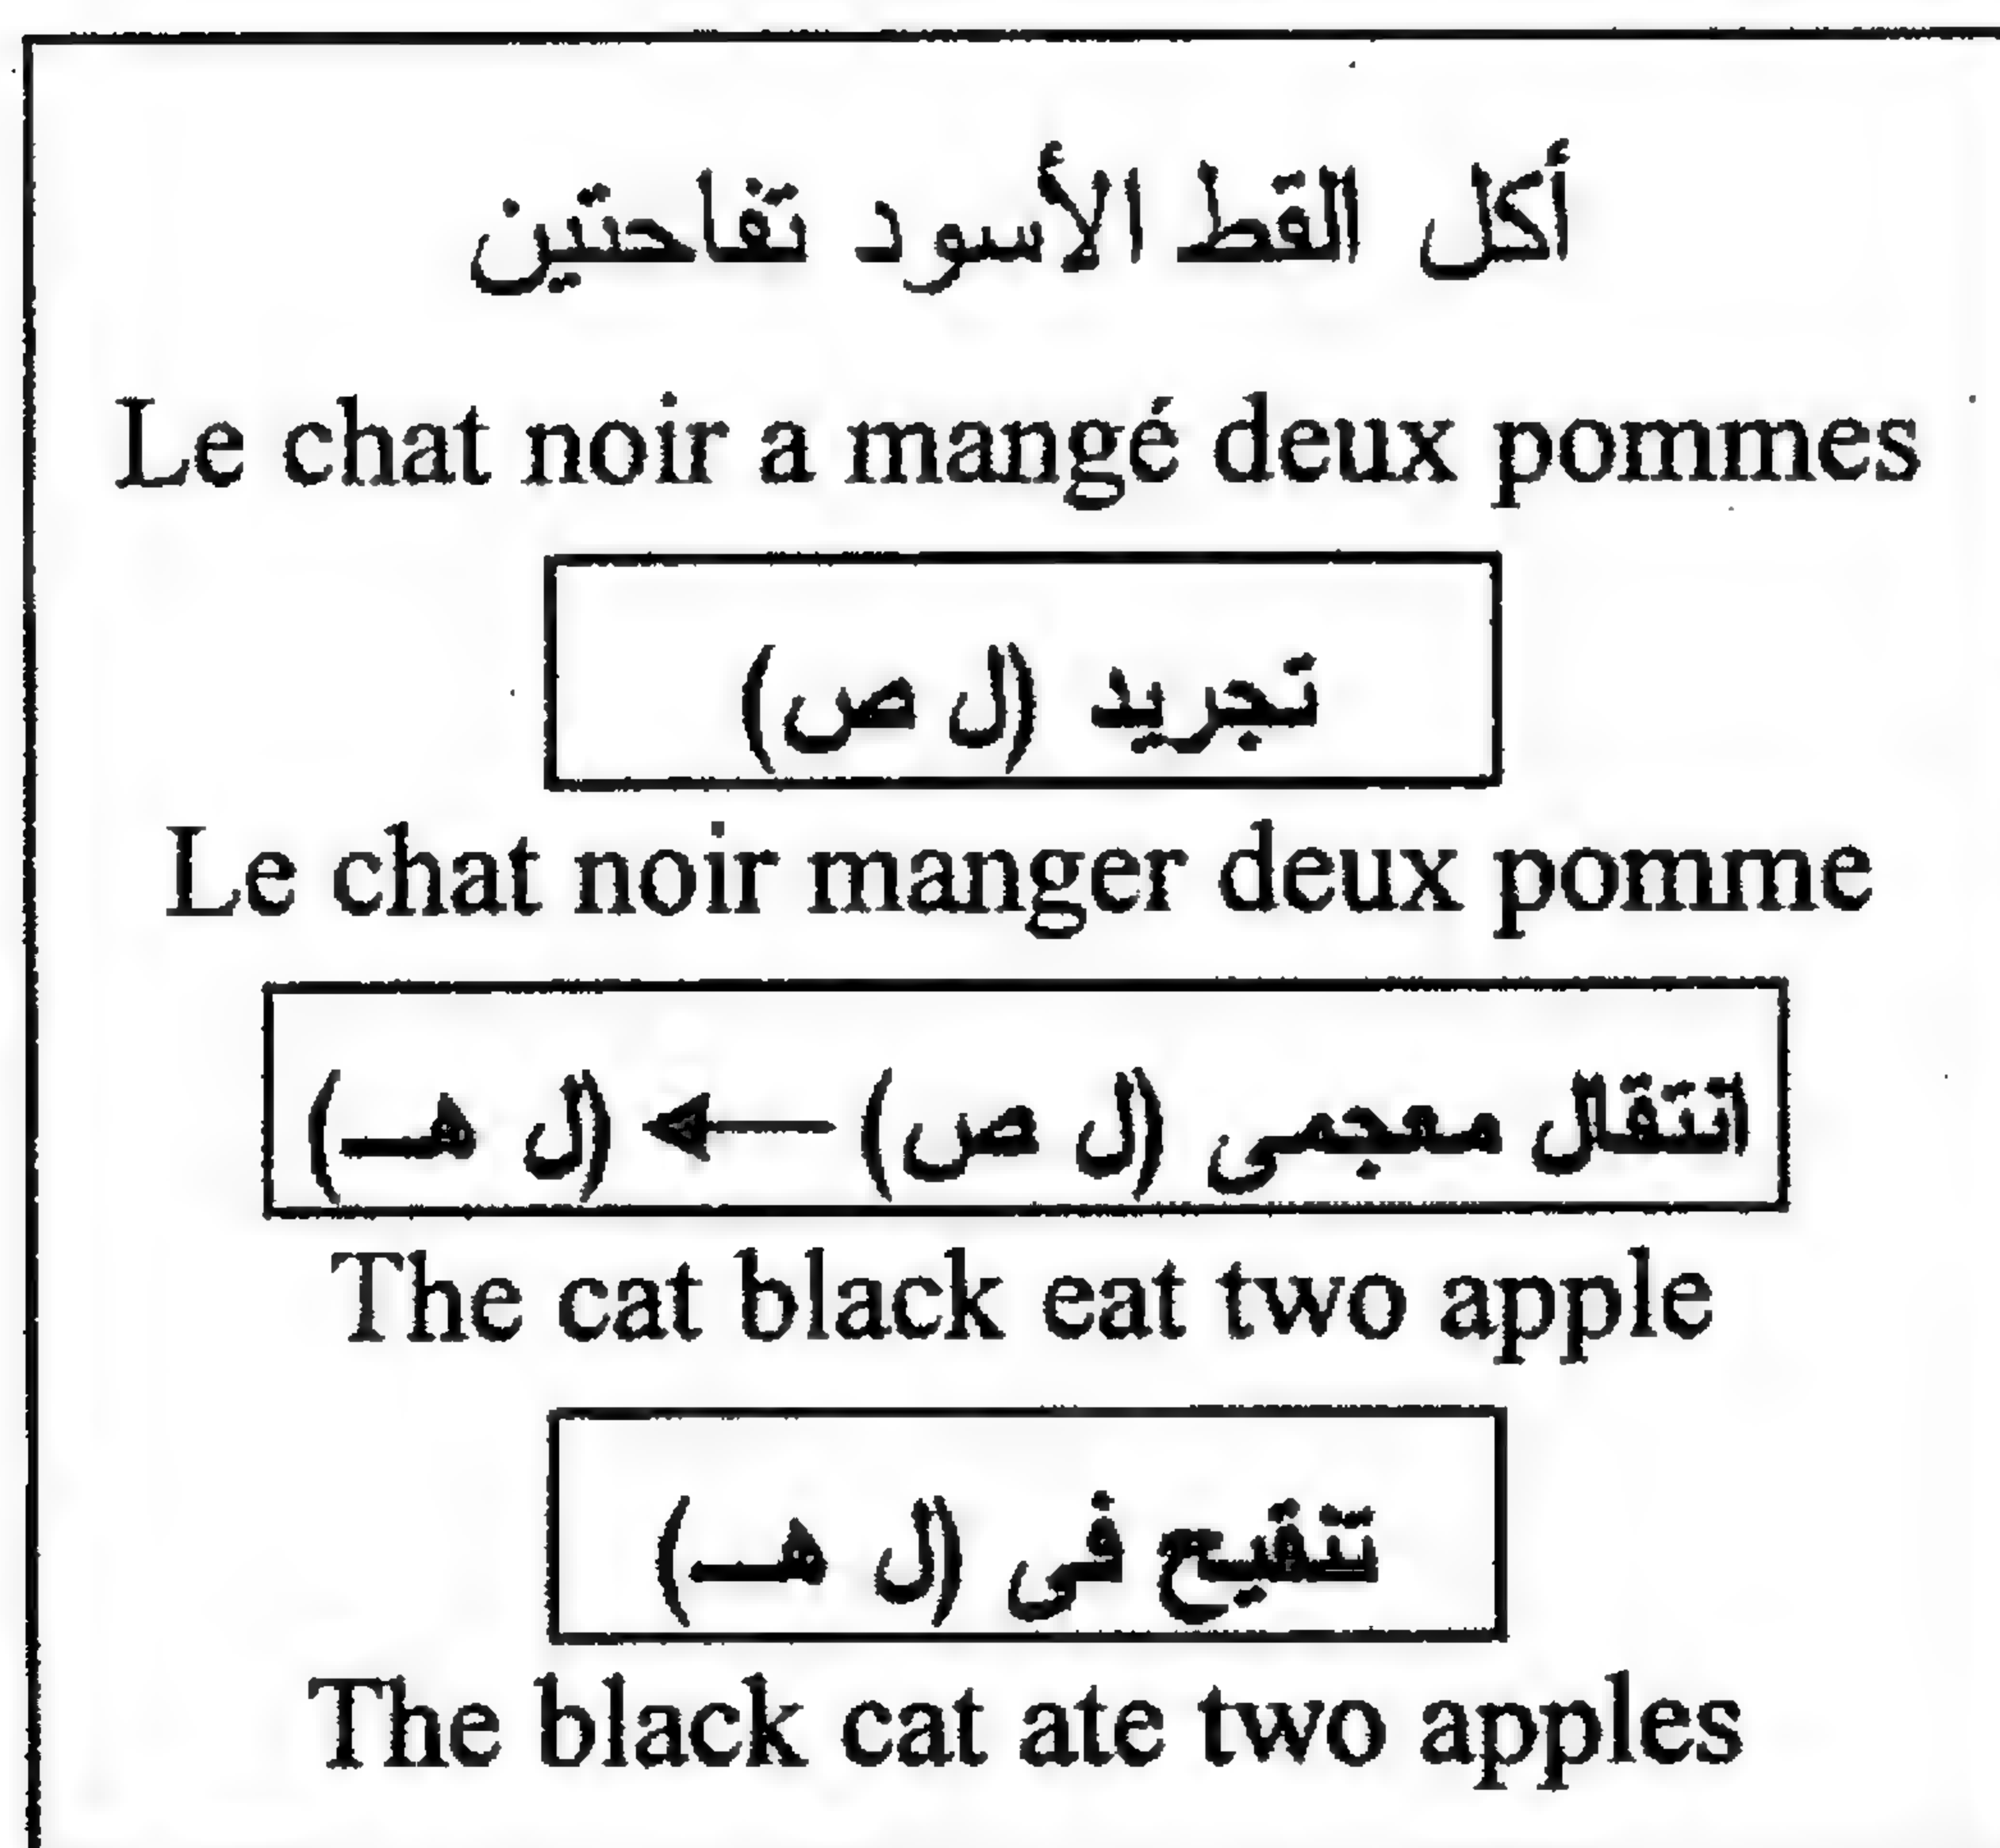 أكل القط الأسود تفاحتين
Le chat noir a mangé deux pommes
تجريد (ل ص)
Le chat noir manger deux pomme
انتقال معجمى (ل ص) ← (ل هـ)
The cat black eat two apple
تنقيح فى (ل هـ)
The black cat ate two apples